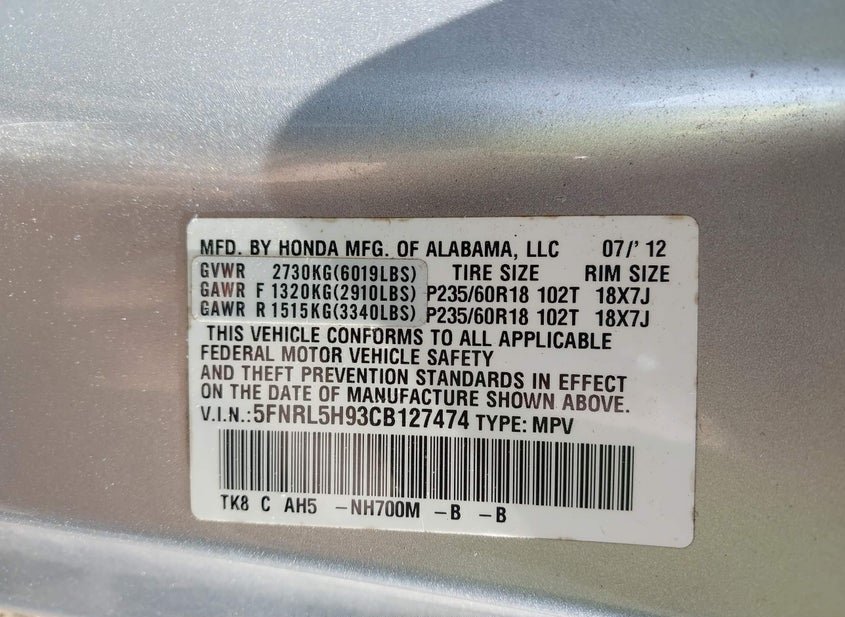 MFD. BY HONDA MFG. OF ALABAMA, LLC 07/' 12
GVWR 2730KG(6019LBS) TIRE SIZE RIM SIZE
GAWR F 1320KG(2910LBS) P235/60R18 102T 18X7J
GAWR R 1515KG(3340LBS) P235/60R18 102T 18X7J
THIS VEHICLE CONFORMS TO ALL APPLICABLE
FEDERAL MOTOR VEHICLE SAFETY
AND THEFT PREVENTION STANDARDS IN EFFECT
ON THE DATE OF MANUFACTURE SHOWN ABOVE.
V.I.N.:5FNRL5H93CB127474 TYPE: MPV
TK8 C AH5 -NH700M -B -B